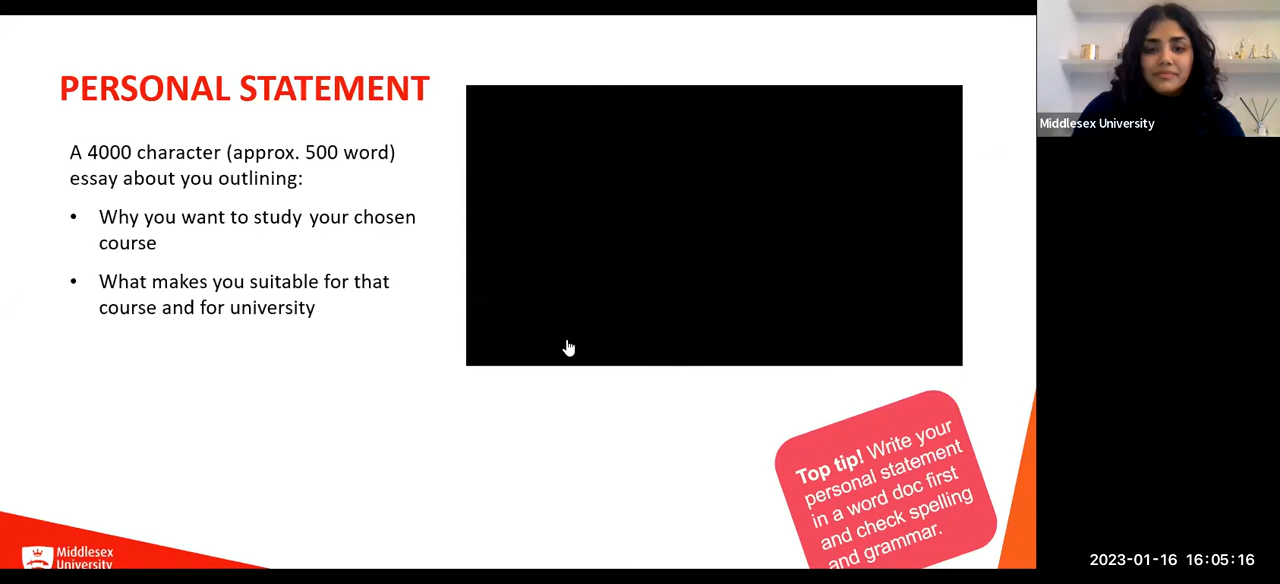 PERSONAL STATEMENT
A 4000 character (approx. 500 word)
essay about you outlining:
• Why you want to study your chosen
course
• What makes you suitable for that
course and for university
Top tip! Write your
personal statement
in a word doc first
and check spelling
and grammar.
Middlesex
University
Middlesex University
2023-01-16 16:05:16